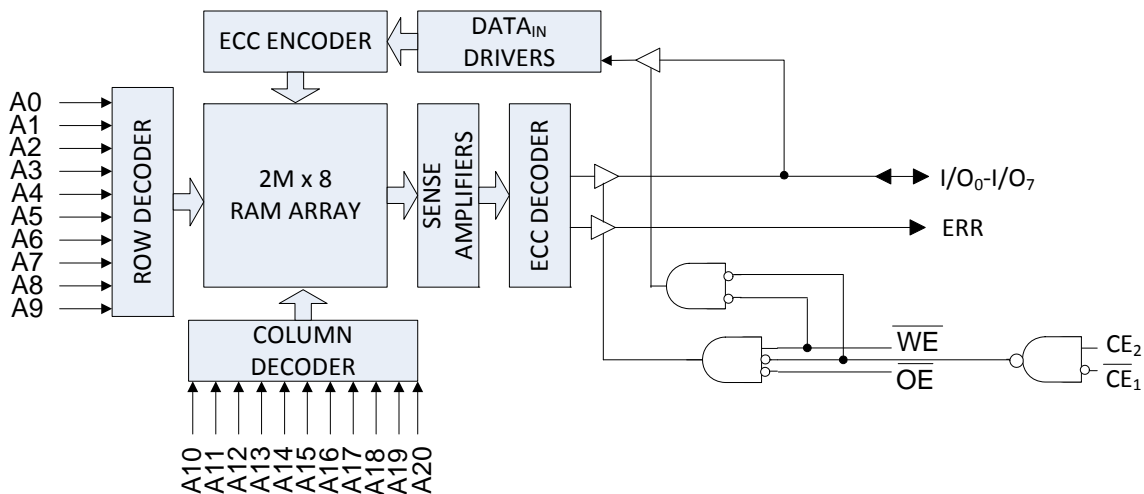 ECC ENCODER
DATAIN
DRIVERS
A0
A1
A2
A3
A4
A5
A6
A7
A8
A9
ROW DECODER
2M x 8
RAM ARRAY
SENSE
AMPLIFIERS
ECC DECODER
I/O0-I/O7
ERR
COLUMN
DECODER
WE
OE
CE2
CE1
A10
A11
A12
A13
A14
A15
A16
A17
A18
A19
A20